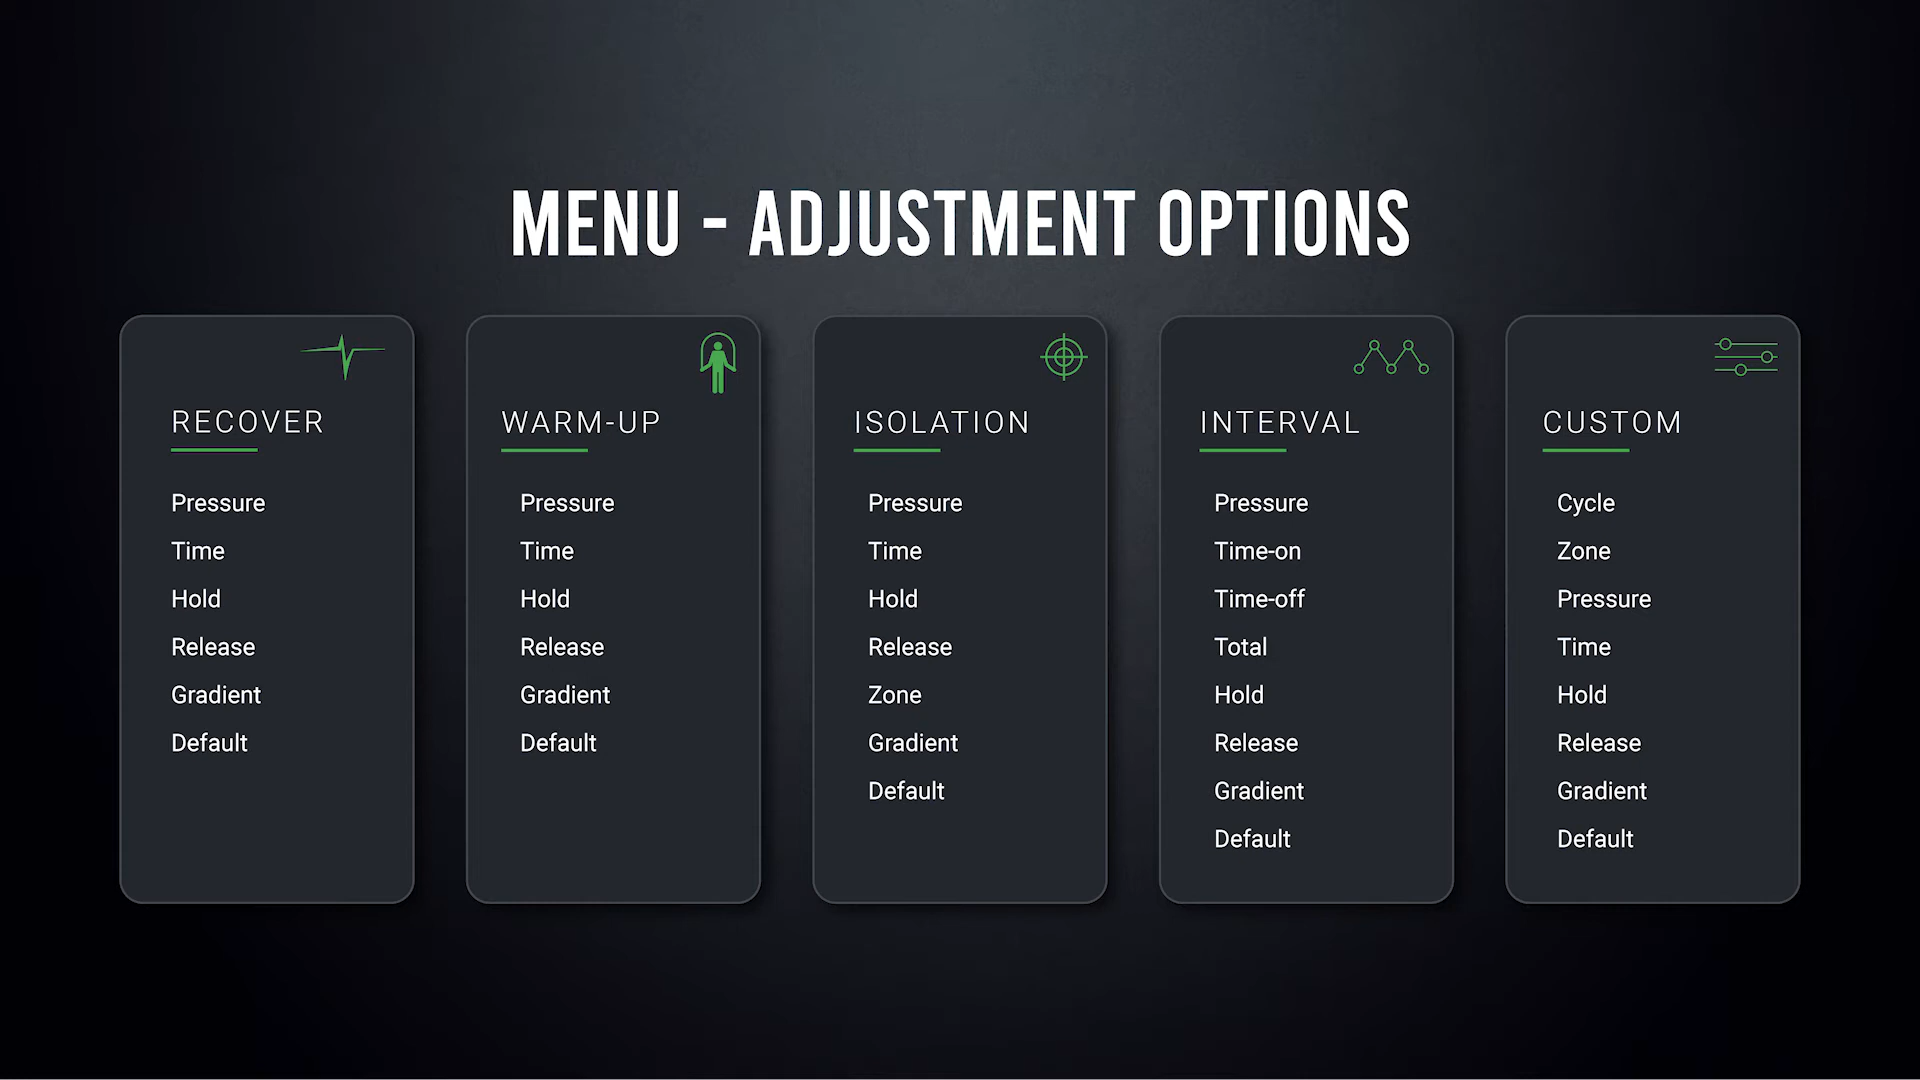 MENU - ADJUSTMENT OPTIONS
RECOVER
Pressure
Time
Hold
Release
Gradient
Default
WARM-UP
Pressure
Time
Hold
Release
Gradient
Default
ISOLATION
Pressure
Time
Hold
Release
Zone
Gradient
Default
INTERVAL
Pressure
Time-on
Time-off
Total
Hold
Release
Gradient
Default
CUSTOM
Cycle
Zone
Pressure
Time
Hold
Release
Gradient
Default